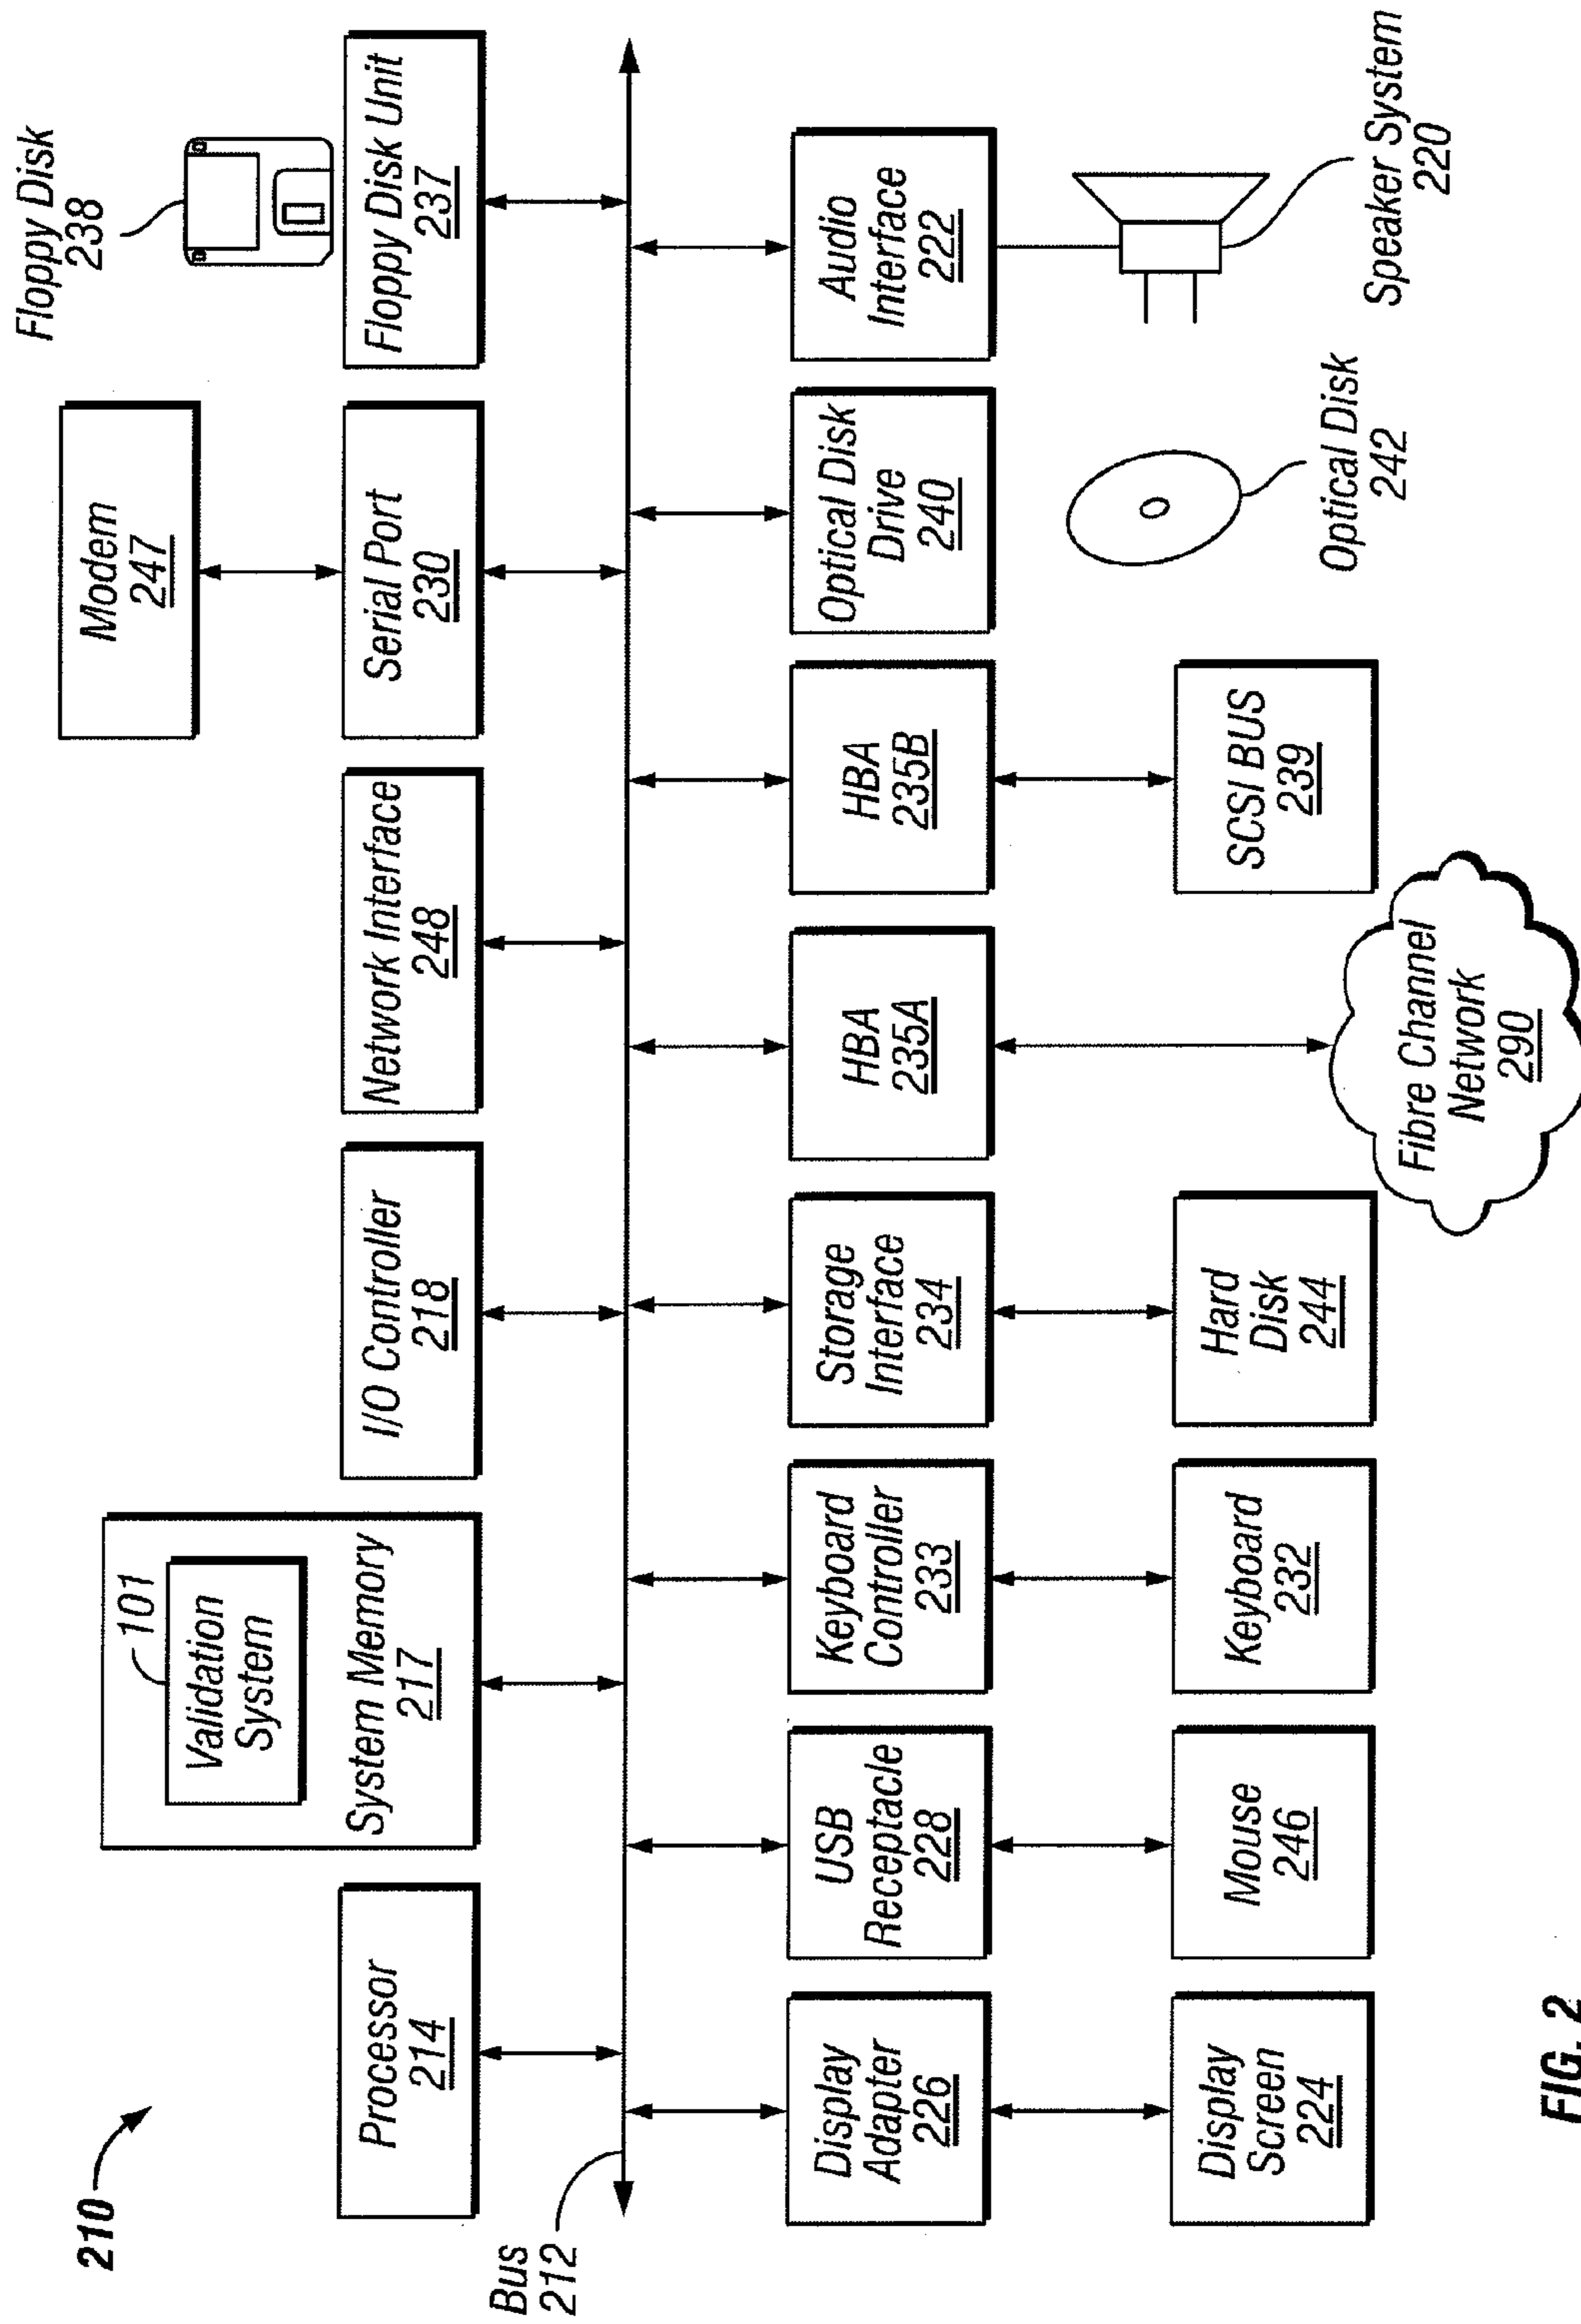 210
Processor
214
101
Validation
System
System Memory
217
I/O Controller
218
Network Interface
248
Modem
247
Serial Port
230
Floppy Disk
238
Floppy Disk Unit
237
Bus
212
Display
Adapter
226
USB
Receptacle
228
Keyboard
Controller
233
Storage
Interface
234
HBA
235A
HBA
235B
Optical Disk
Drive
240
Audio
Interface
222
Display
Screen
224
Mouse
246
Keyboard
232
Hard
Disk
244
Fibre Channel
Network
290
SCSI BUS
239
Optical Disk
242
Speaker System
220
FIG. 2